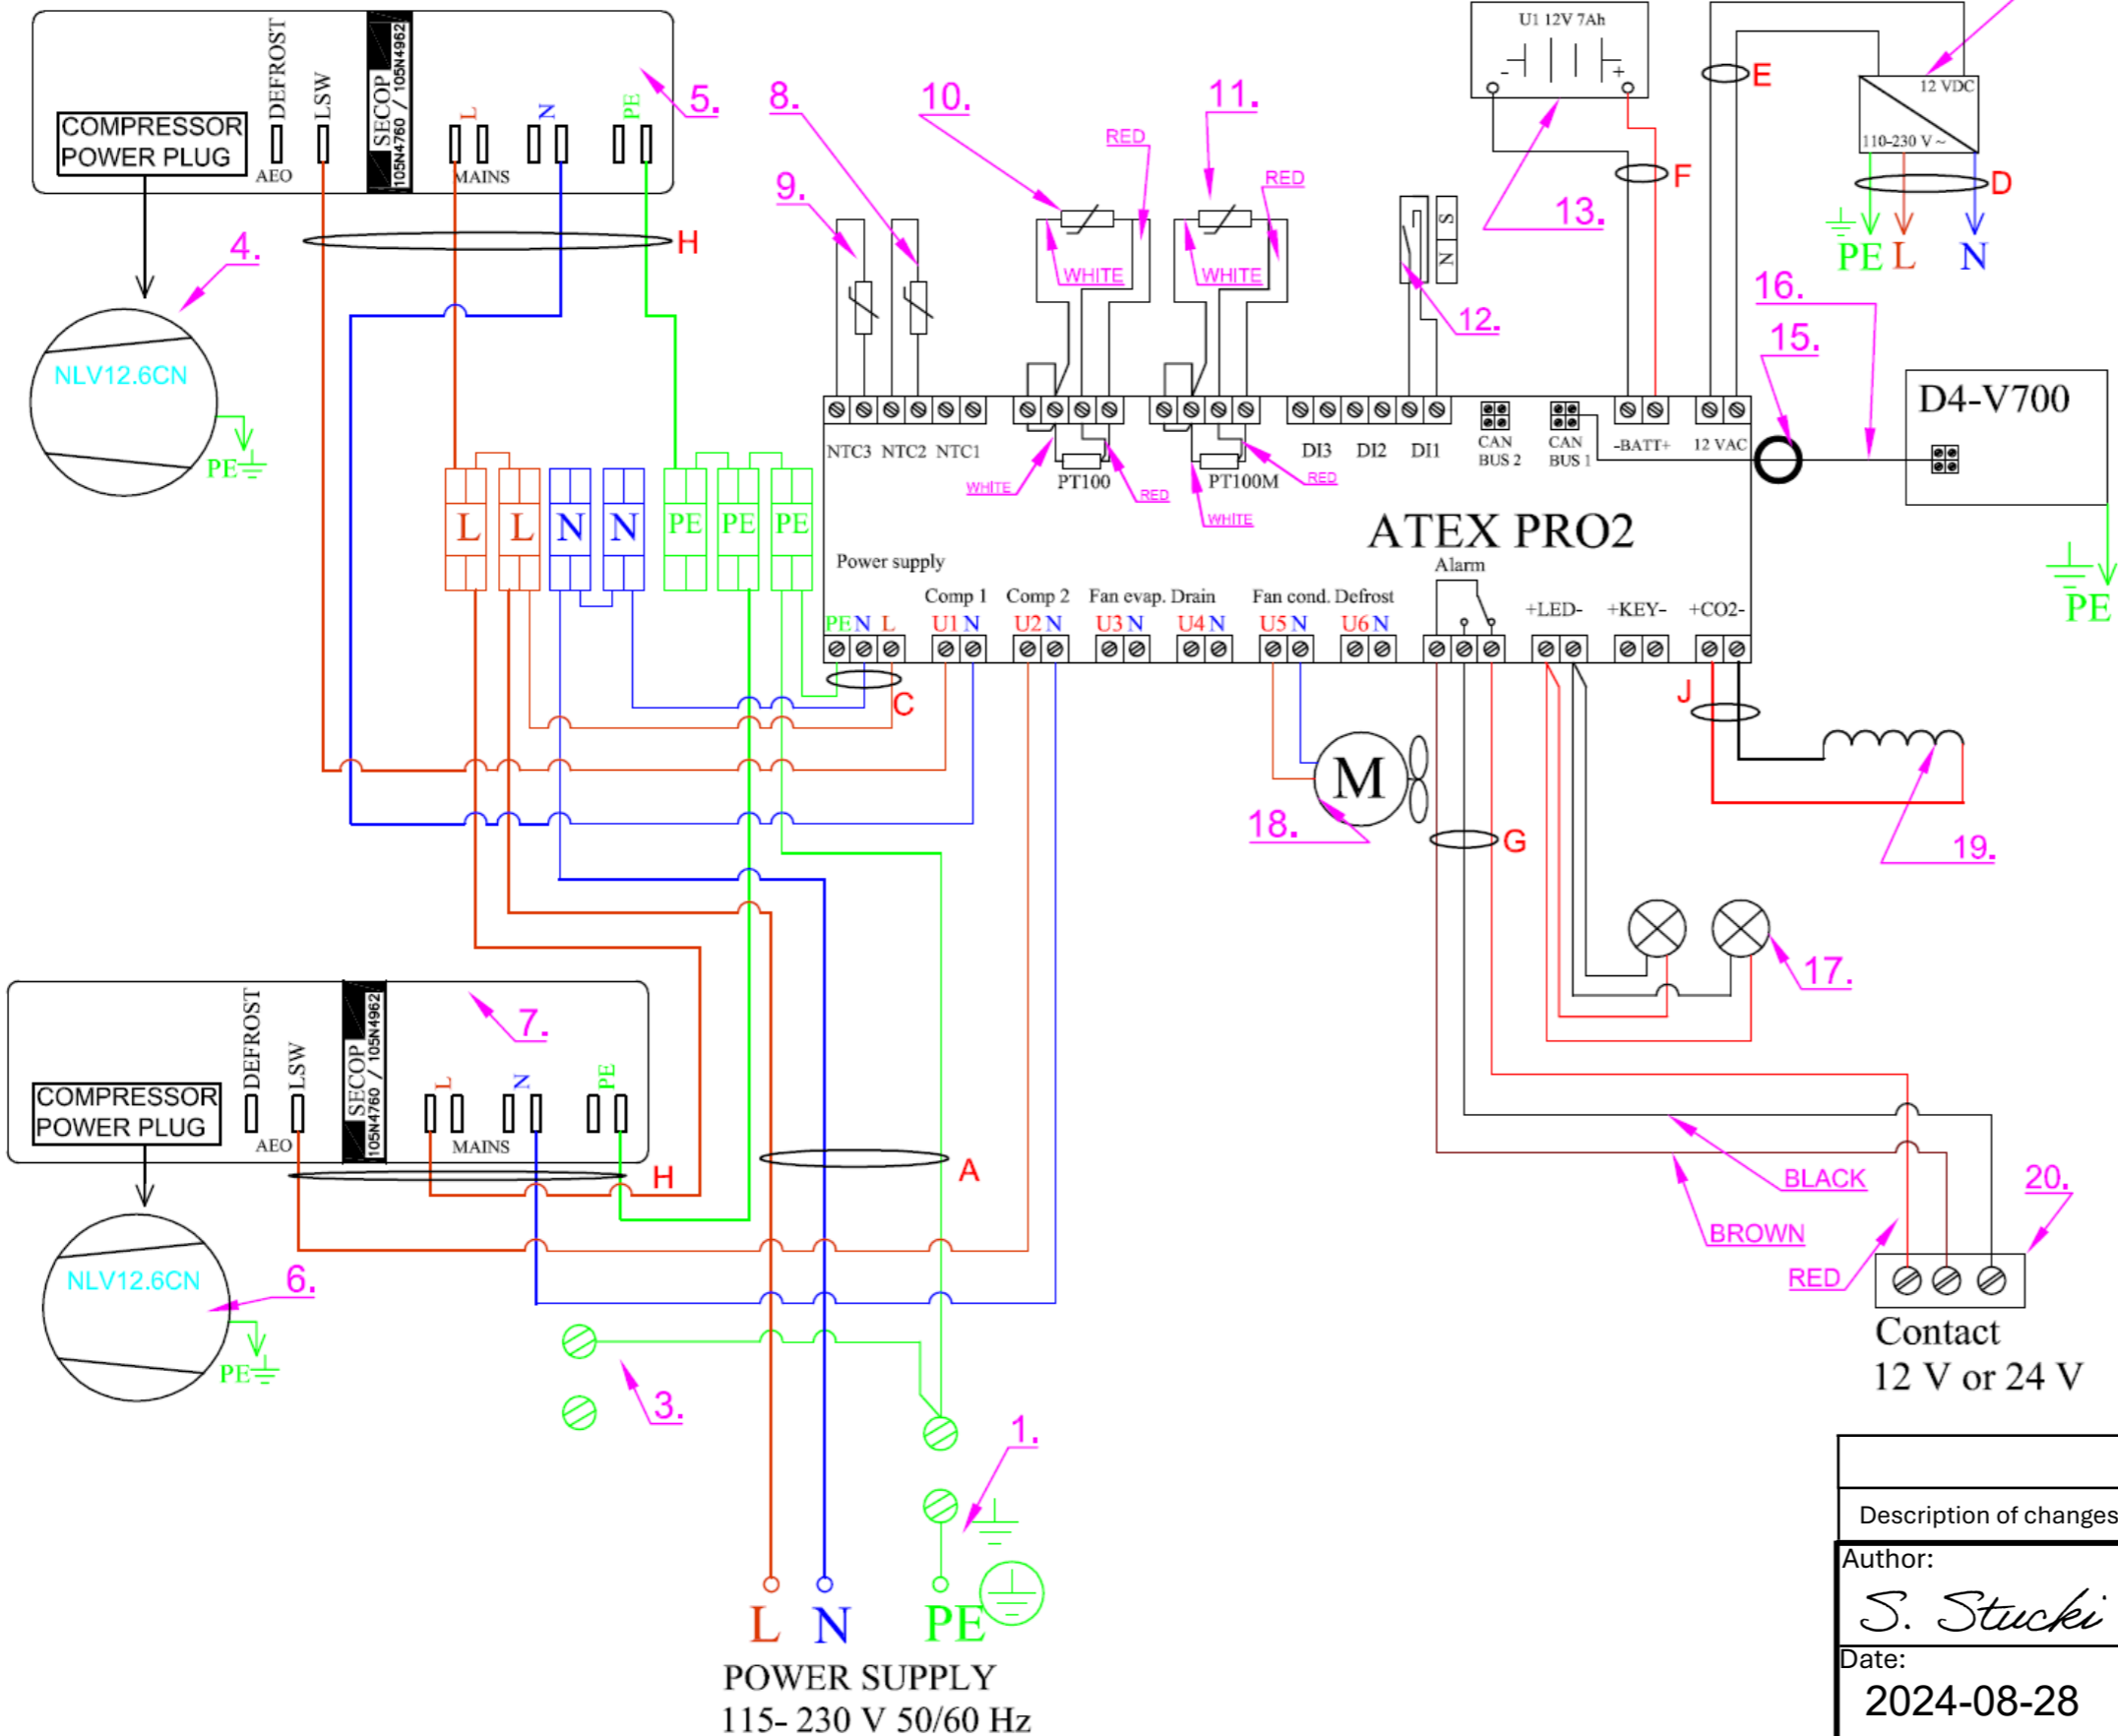 DEFROST
LSW
AEO
SECOP
105N4760 / 105N4962
L
N
PE
MAINS
COMPRESSOR
POWER PLUG
5.
H
4.
NLV12.6CN
PE
8.
9.
10.
RED
WHITE
11.
RED
WHITE
12.
S
N
U1 12V 7Ah
-
+
13.
F
E
12 VDC
110-230 V ~
D
PE
L
N
16.
15.
D4-V700
PE
L
L
N
N
PE
PE
PE
NTC3
NTC2
NTC1
WHITE
PT100
RED
WHITE
PT100M
RED
DI3
DI2
DI1
CAN
BUS 2
CAN
BUS 1
-BATT+
12 VAC
ATEX PRO2
Power supply
PE N L
Comp 1
U1 N
Comp 2
U2 N
Fan evap.
U3 N
Drain
U4 N
Fan cond.
U5 N
Defrost
U6 N
Alarm
+LED-
+KEY-
+CO2-
C
J
M
18.
G
19.
17.
DEFROST
LSW
AEO
SECOP
105N4760 / 105N4962
L
N
PE
MAINS
COMPRESSOR
POWER PLUG
7.
H
A
NLV12.6CN
6.
PE
3.
1.
BLACK
BROWN
RED
20.
Contact
12 V or 24 V
L
N
PE
POWER SUPPLY
115- 230 V 50/60 Hz
Description of changes
Author:
S. Stucki
Date:
2024-08-28